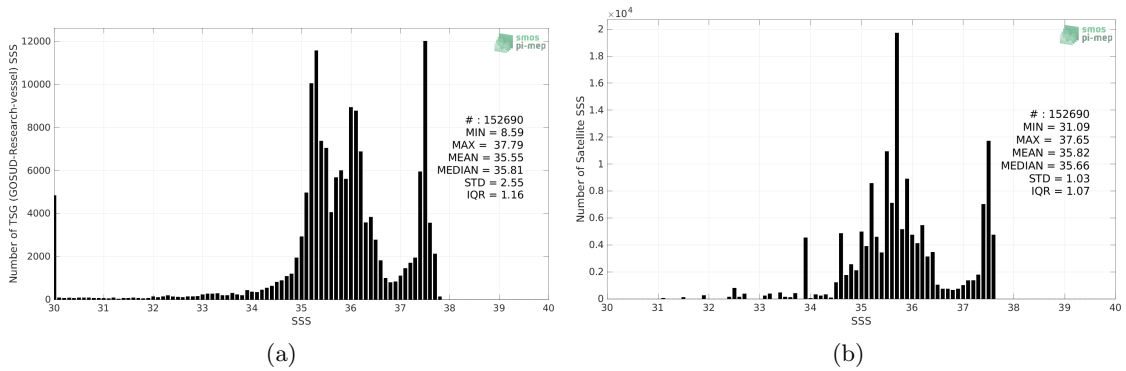 12000
10000
8000
6000
4000
2000
0
30
31
32
33
34
35
36
37
38
39
40
SSS
Number of TSG (GOSUD-Research-vessel) SSS
smos
pi-mep
# : 152690
MIN = 8.59
MAX = 37.79
MEAN = 35.55
MEDIAN = 35.81
STD = 2.55
IQR = 1.16
(a)
×10⁴
2
1.8
1.6
1.4
1.2
1
0.8
0.6
0.4
0.2
0
30
31
32
33
34
35
36
37
38
39
40
SSS
Number of Satellite SSS
smos
pi-mep
# : 152690
MIN = 31.09
MAX = 37.65
MEAN = 35.82
MEDIAN = 35.66
STD = 1.03
IQR = 1.07
(b)